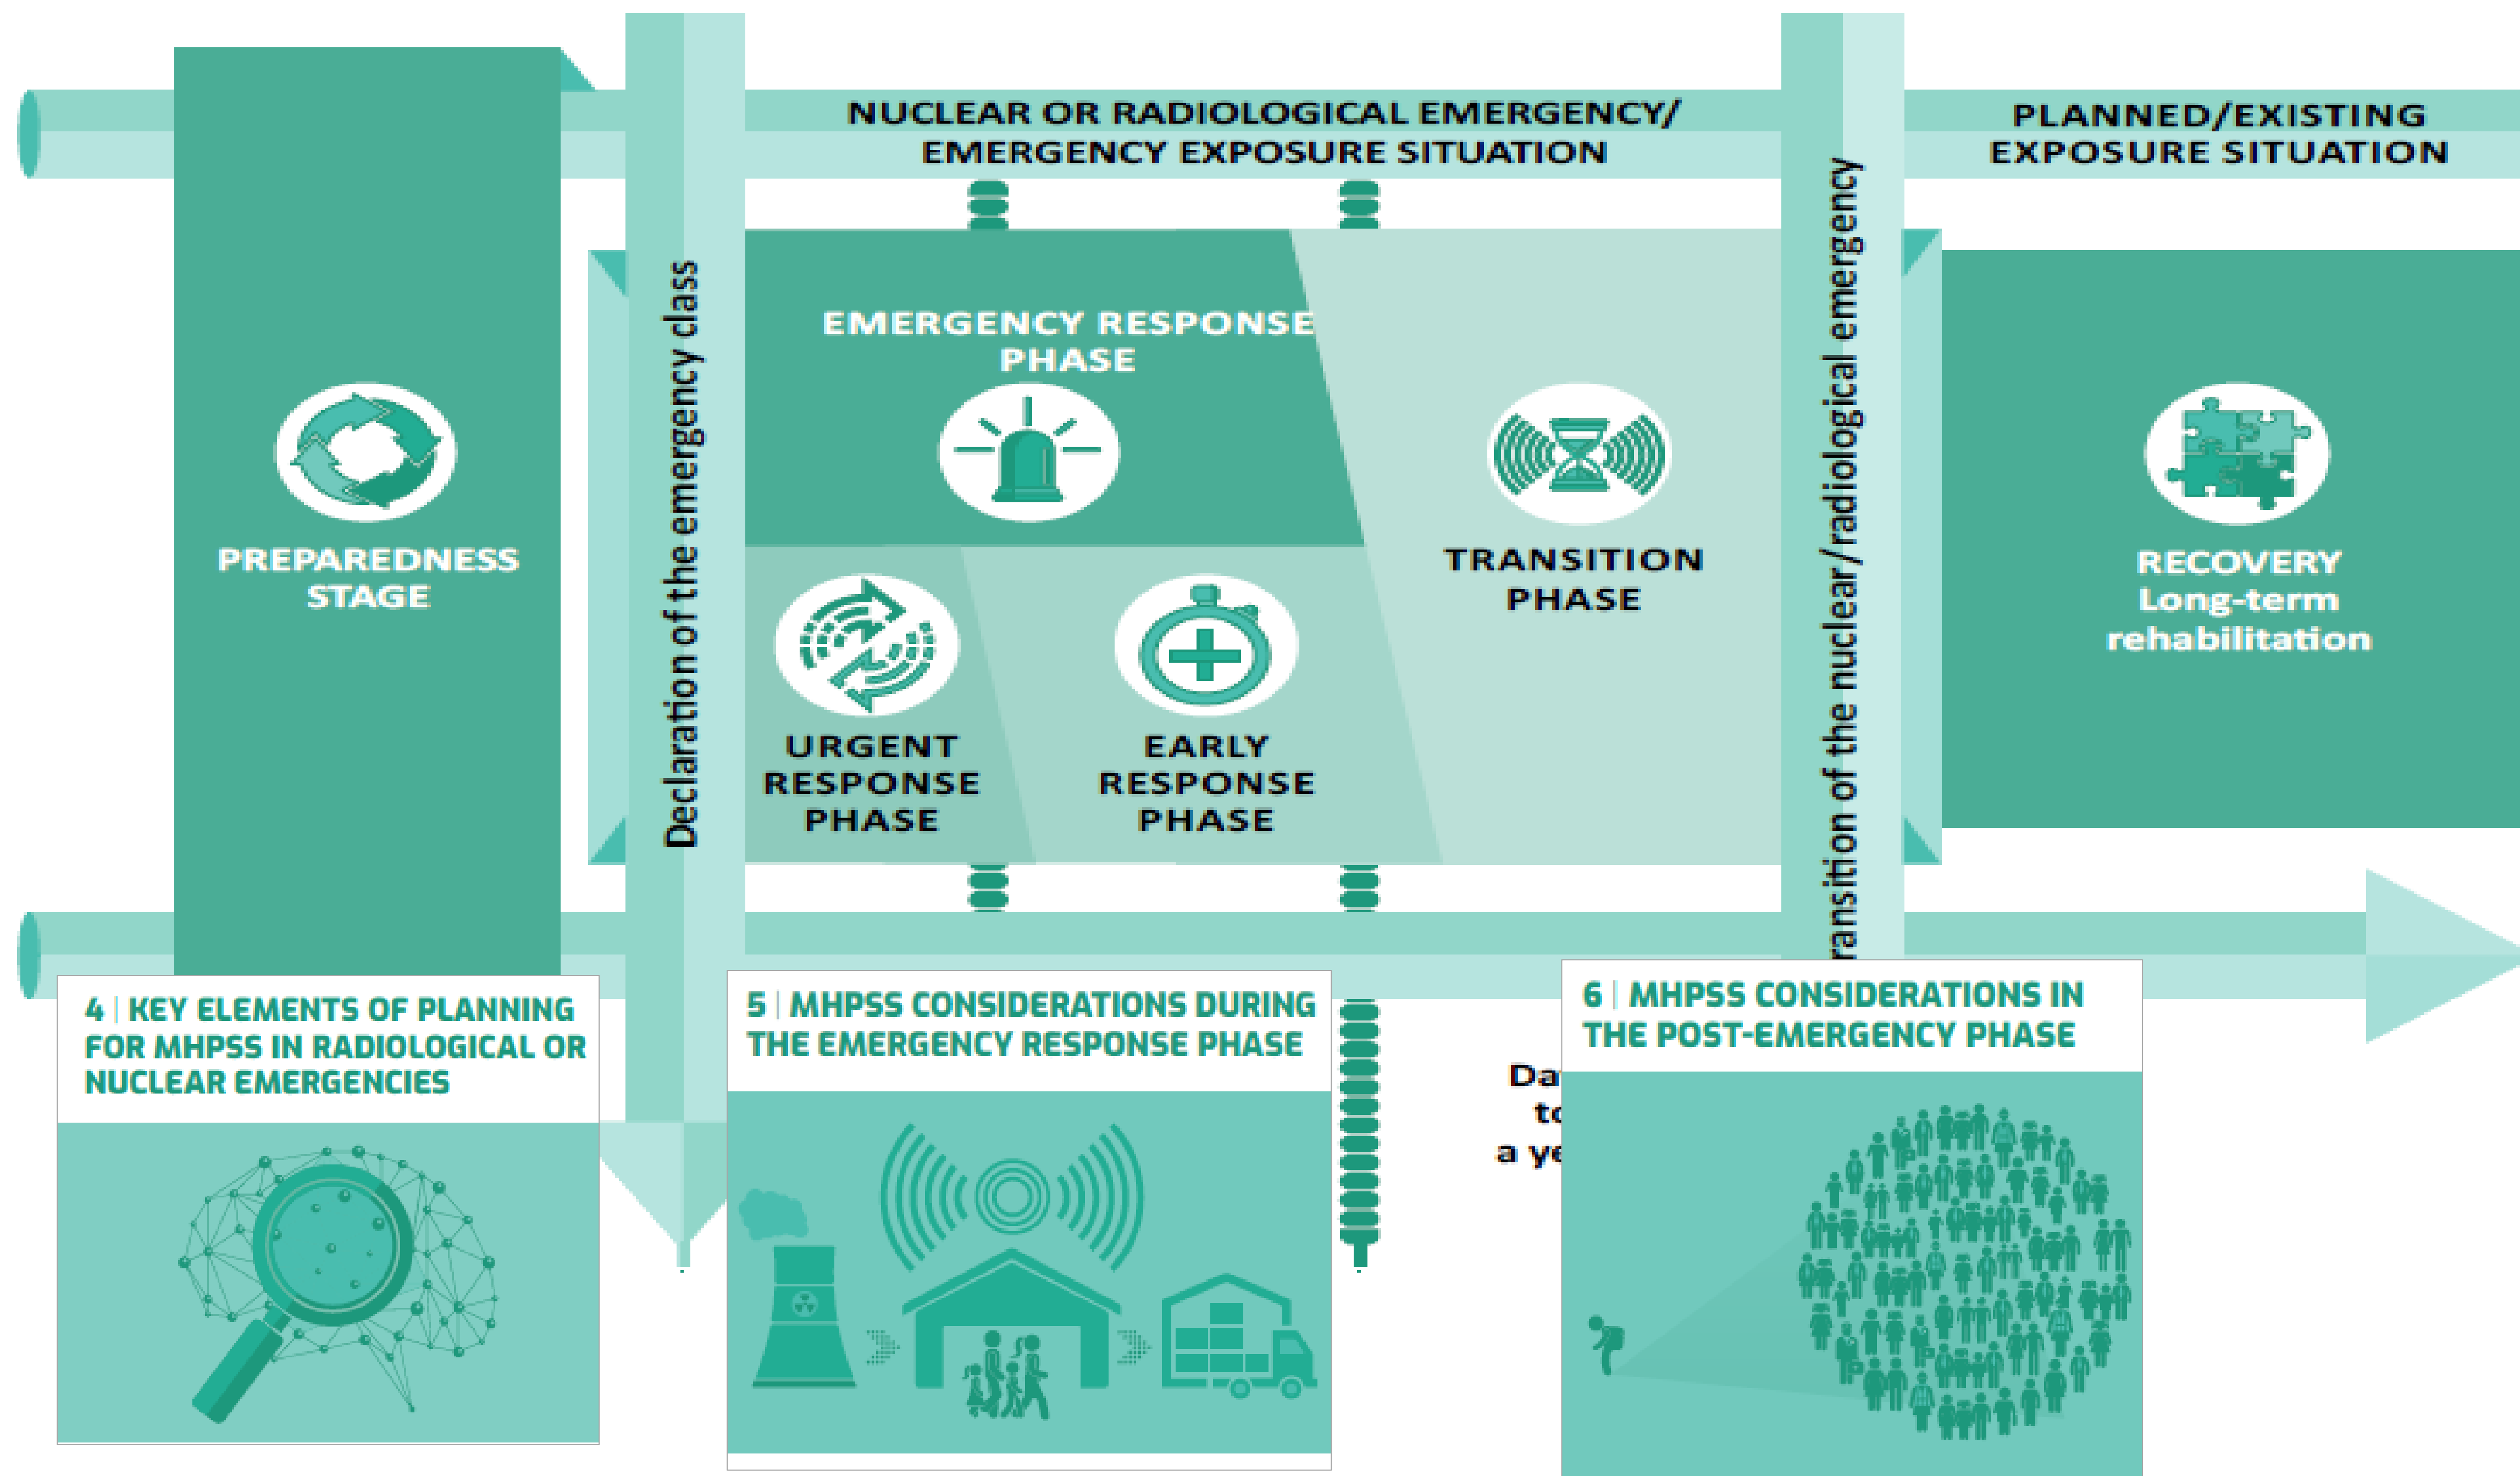 NUCLEAR OR RADIOLOGICAL EMERGENCY/
EMERGENCY EXPOSURE SITUATION
PLANNED/EXISTING
EXPOSURE SITUATION
PREPAREDNESS
STAGE
Declaration of the emergency class
EMERGENCY RESPONSE
PHASE
URGENT
RESPONSE
PHASE
EARLY
RESPONSE
PHASE
TRANSITION
PHASE
ransition of the nuclear/radiological emergency
RECOVERY
Long-term
rehabilitation
4 | KEY ELEMENTS OF PLANNING
FOR MHPSS IN RADIOLOGICAL OR
NUCLEAR EMERGENCIES
5 | MHPSS CONSIDERATIONS DURING
THE EMERGENCY RESPONSE PHASE
6 | MHPSS CONSIDERATIONS IN
THE POST-EMERGENCY PHASE
Da
to
a ye